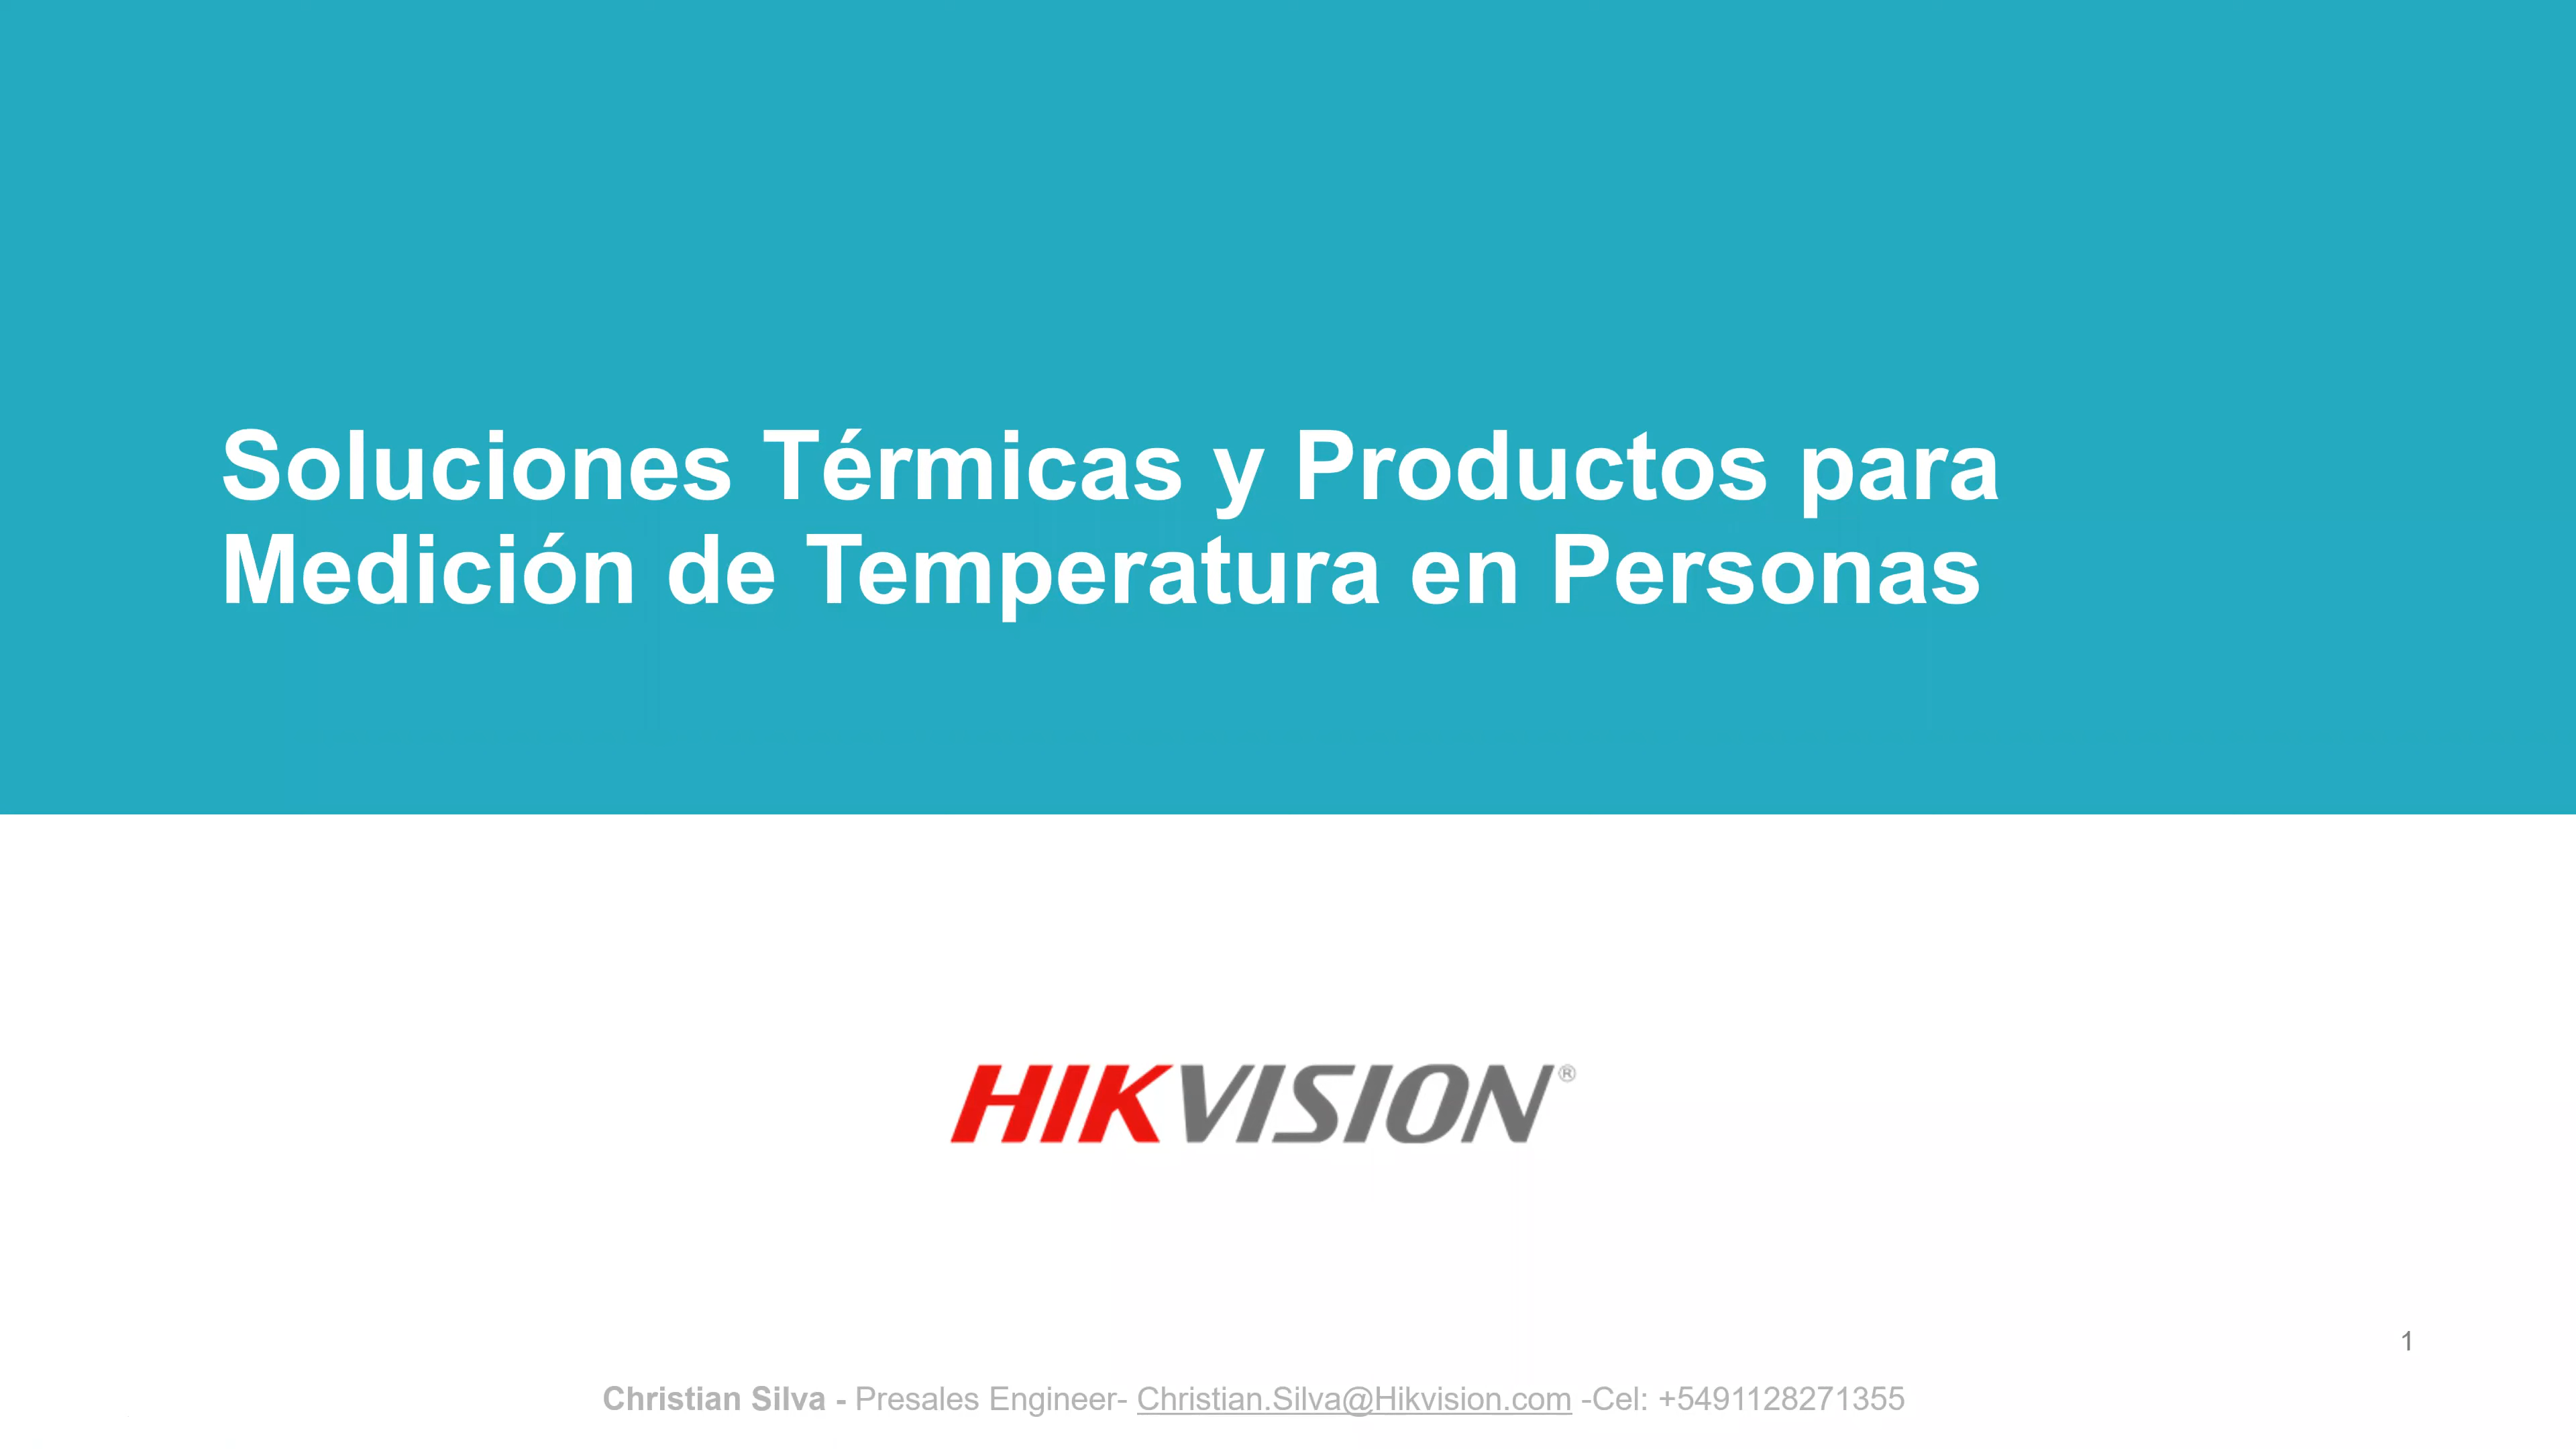 Soluciones Térmicas y Productos para
Medición de Temperatura en Personas
HIKVISION®
1
Christian Silva - Presales Engineer- Christian.Silva@Hikvision.com -Cel: +5491128271355